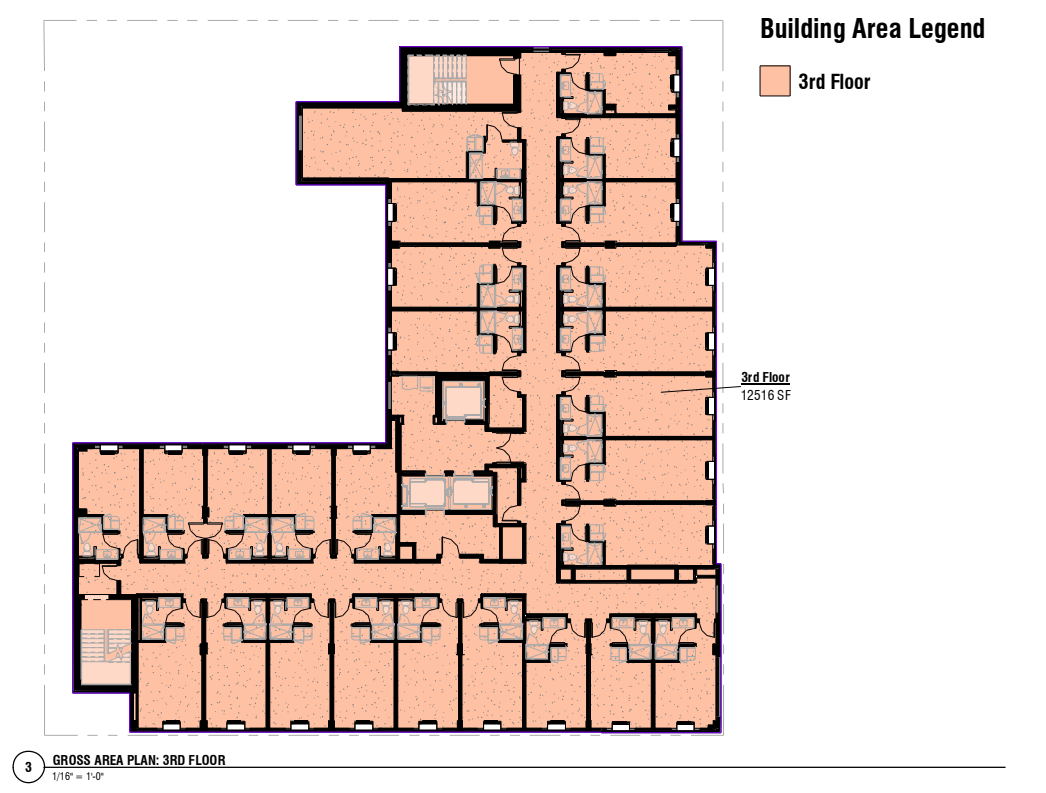 Building Area Legend
3rd Floor
3rd Floor
12516 SF
3
GROSS AREA PLAN: 3RD FLOOR
1/16" = 1'-0"